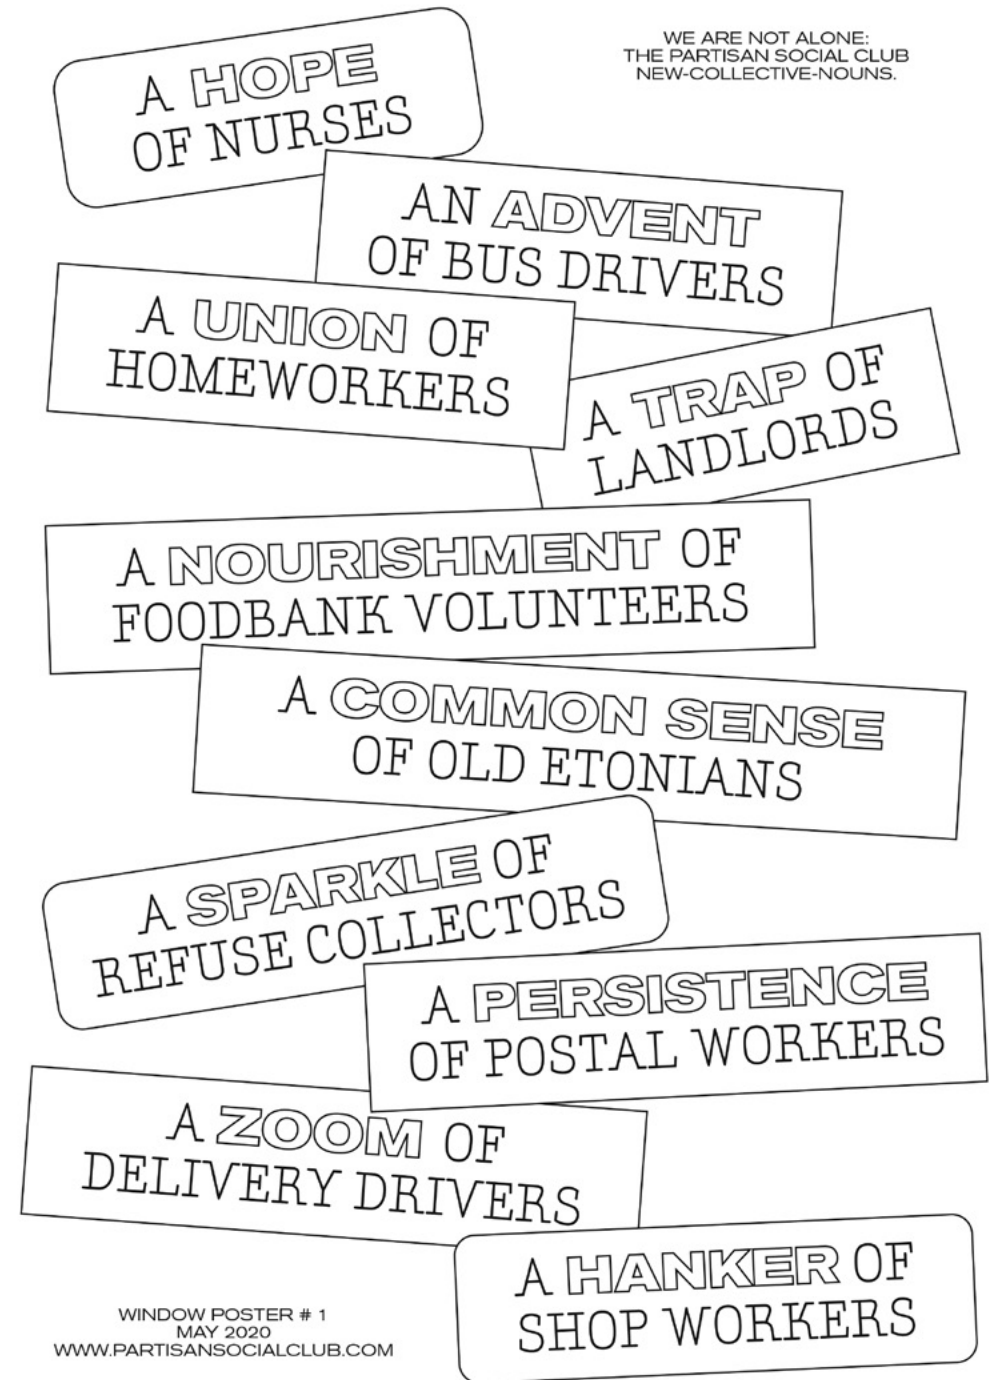 WE ARE NOT ALONE:
THE PARTISAN SOCIAL CLUB
NEW-COLLECTIVE-NOUNS.
A HOPE
OF NURSES
AN ADVENT
OF BUS DRIVERS
A UNION OF
HOMEWORKERS
A TRAP OF
LANDLORDS
A NOURISHMENT OF
FOODBANK VOLUNTEERS
A COMMON SENSE
OF OLD ETONIANS
A SPARKLE OF
REFUSE COLLECTORS
A PERSISTENCE
OF POSTAL WORKERS
A ZOOM OF
DELIVERY DRIVERS
A HANKER OF
SHOP WORKERS
WINDOW POSTER # 1
MAY 2020
WWW.PARTISANSOCIALCLUB.COM